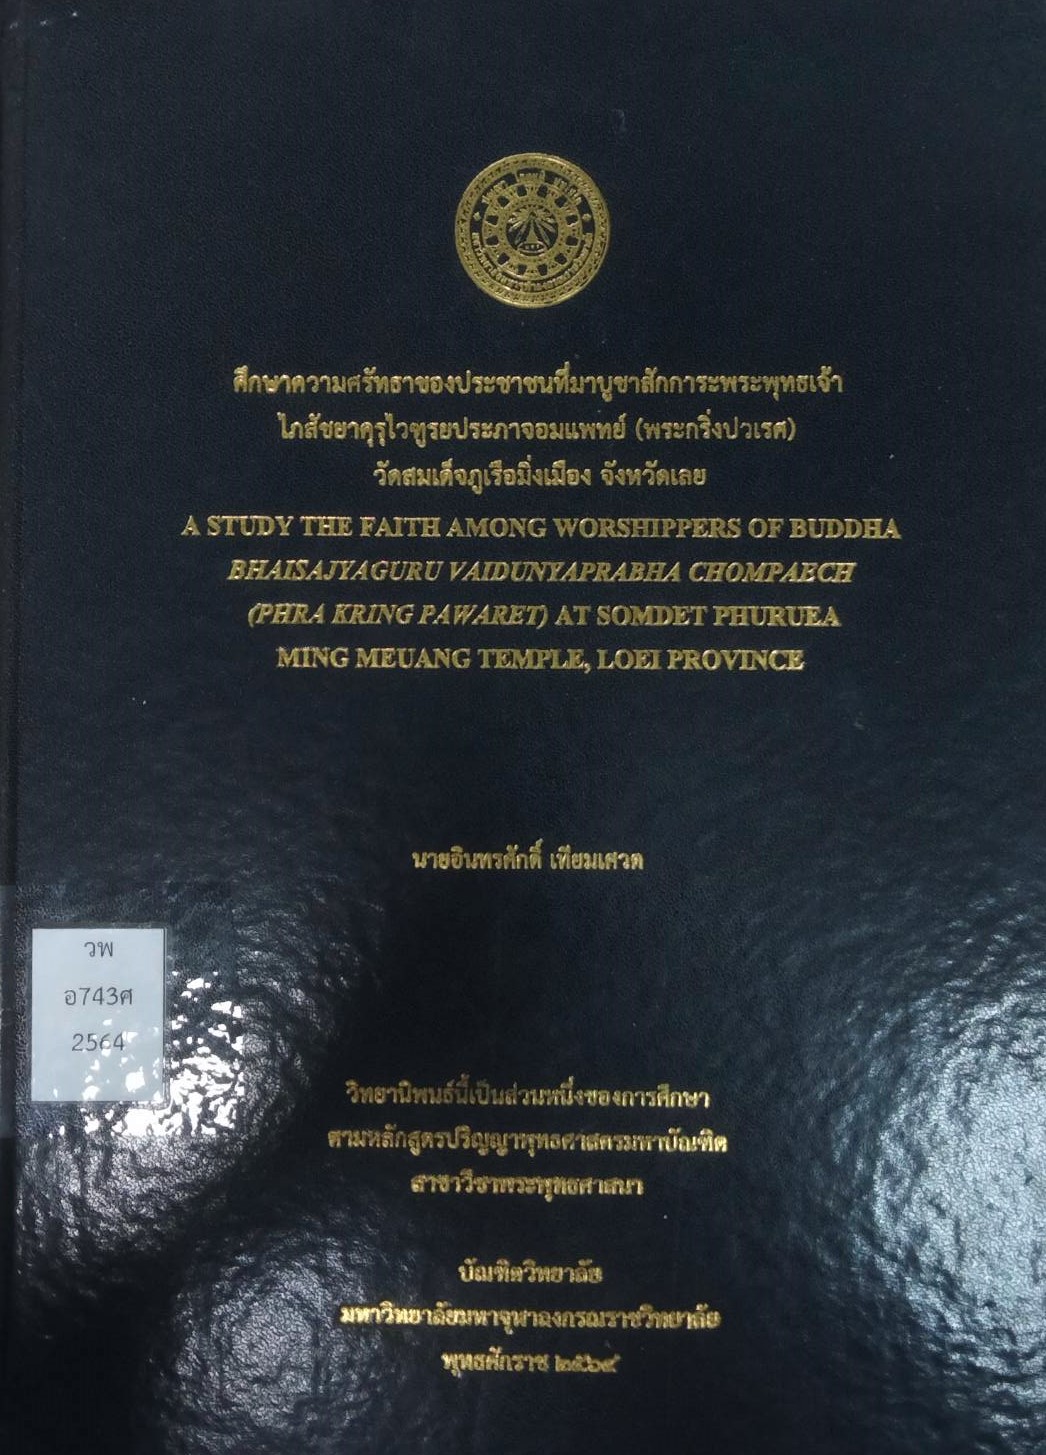 ศึกษาความศรัทธาของประชาชนที่มาบูชาสักการะพระพุทธเจ้า
ไภสัชยาคุรุไวฑูรยประภาจอมแพทย์ (พระกริ่งปวเรศ)
วัดสมเด็จภูเรือมิ่งเมือง จังหวัดเลย
A STUDY THE FAITH AMONG WORSHIPPERS OF BUDDHA
BHAISAJYAGURU VAIDUNYAPRABHA CHOMPAECH
(PHRA KRING PAWARET) AT SOMDET PHURUEA
MING MEUANG TEMPLE, LOEI PROVINCE
นายอินทรศักดิ์ เทียมเศวต
วพ
อ743ศ
2564
วิทยานิพนธ์นี้เป็นส่วนหนึ่งของการศึกษา
ตามหลักสูตรปริญญาพุทธศาสตรมหาบัณฑิต
สาขาวิชาพระพุทธศาสนา
บัณฑิตวิทยาลัย
มหาวิทยาลัยมหาจุฬาลงกรณราชวิทยาลัย
พุทธศักราช ๒๕๖๔